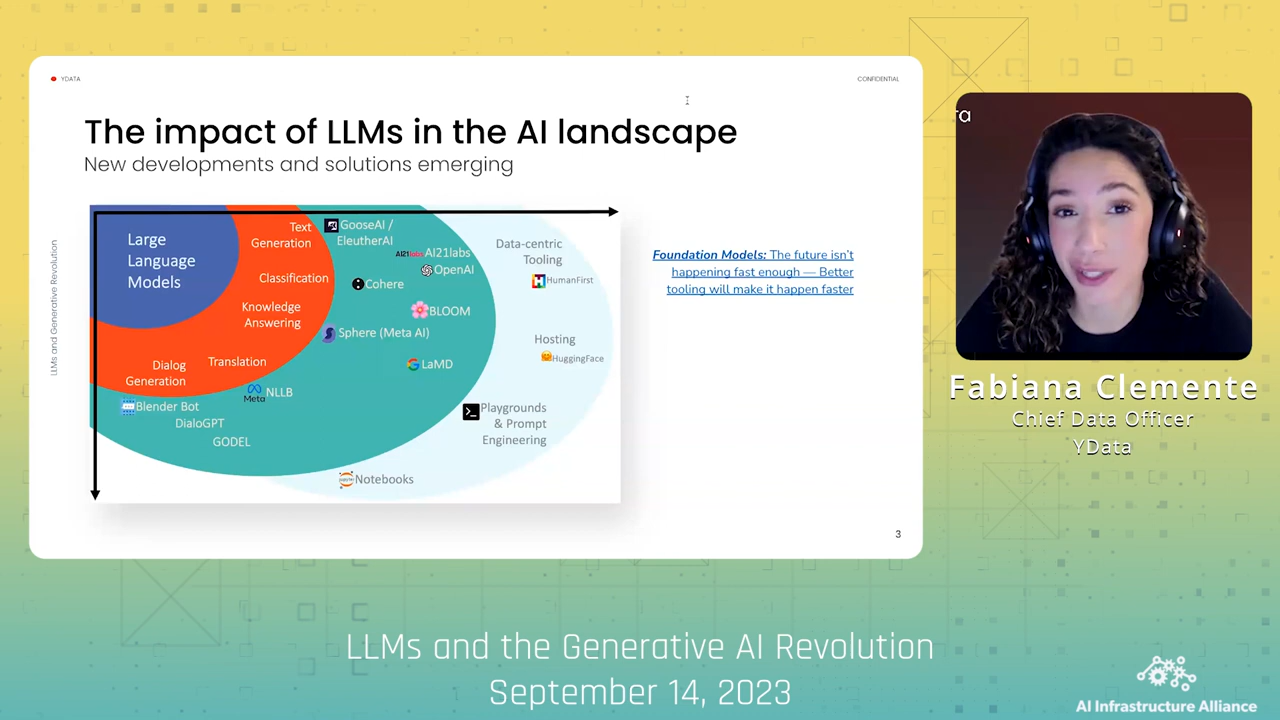 YDATA
CONFIDENTIAL
The impact of LLMs in the AI landscape
New developments and solutions emerging
LLMs and Generative Revolution
Large
Language
Models
Text
Generation
Classification
Knowledge
Answering
Translation
Dialog
Generation
GooseAI /
EleutherAI
AI21labs AI21labs
OpenAI
Cohere
BLOOM
Sphere (Meta AI)
LaMD
Meta
NLLB
Blender Bot
DialoGPT
GODEL
Data-centric
Tooling
HumanFirst
Hosting
HuggingFace
Playgrounds
& Prompt
Engineering
jupyter
Notebooks
Foundation Models: The future isn’t
happening fast enough — Better
tooling will make it happen faster
3
ra
Fabiana Clemente
Chief Data Officer
YData
LLMs and the Generative AI Revolution
September 14, 2023
AI Infrastructure Alliance